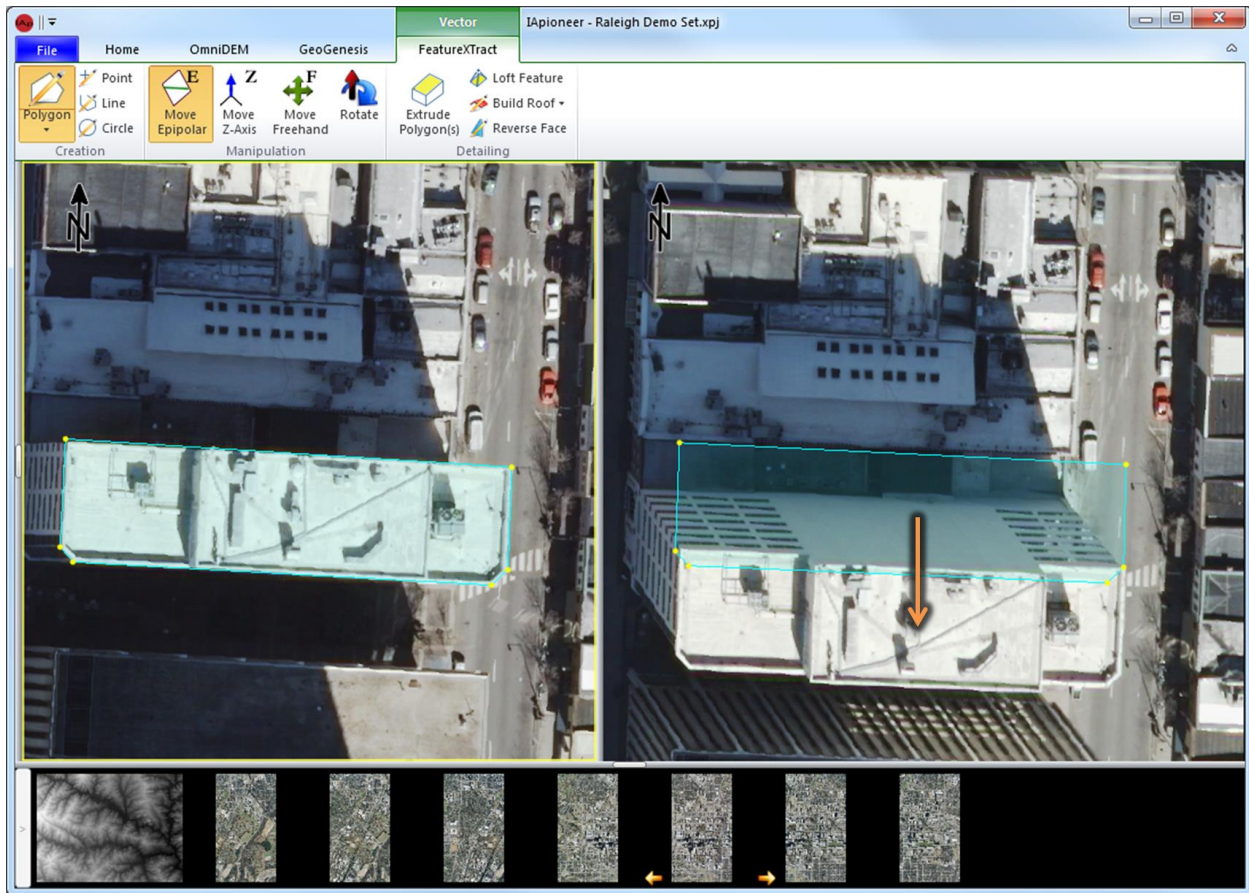 IAp
Vector
IApioneer - Raleigh Demo Set.xpj
File
Home
OmniDEM
GeoGenesis
FeatureXTract
Polygon
Point
Line
Circle
Creation
E
Move
Epipolar
Z
Move
Z-Axis
F
Move
Freehand
Rotate
Manipulation
Extrude
Polygon(s)
Loft Feature
Build Roof
Reverse Face
Detailing
N
N